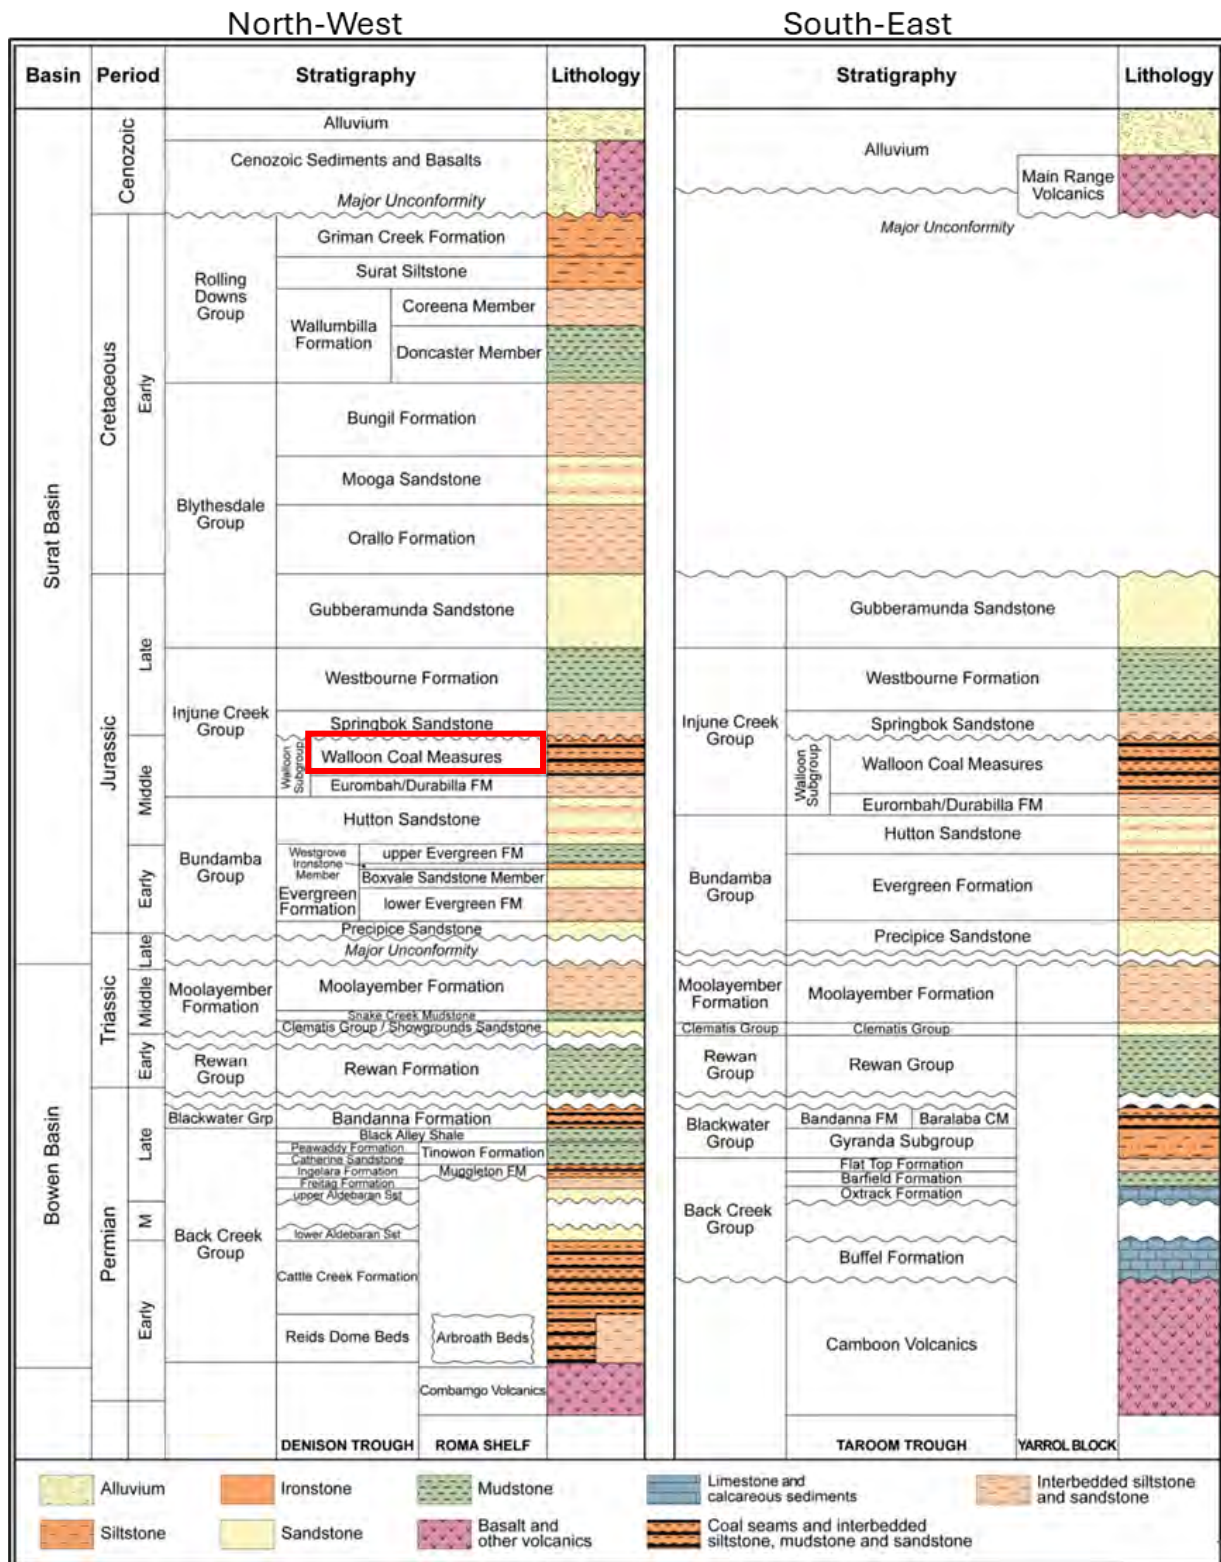 North-West
South-East
Basin
Period
Stratigraphy
Lithology
Stratigraphy
Lithology
Surat Basin
Bowen Basin
Cenozoic
Cretaceous
Early
Jurassic
Late
Middle
Early
Triassic
Late
Middle
Early
Permian
Late
M
Early
Alluvium
Cenozoic Sediments and Basalts
Major Unconformity
Rolling
Downs
Group
Griman Creek Formation
Surat Siltstone
Wallumbilla
Formation
Coreena Member
Doncaster Member
Blythesdale
Group
Bungil Formation
Mooga Sandstone
Orallo Formation
Gubberamunda Sandstone
Injune Creek
Group
Westbourne Formation
Springbok Sandstone
Walloon
Subgroup
Walloon Coal Measures
Eurombah/Durabilla FM
Bundamba
Group
Hutton Sandstone
Westgrove
Ironstone
Member
upper Evergreen FM
Boxvale Sandstone Member
Evergreen
Formation
lower Evergreen FM
Precipice Sandstone
Major Unconformity
Moolayember
Formation
Moolayember Formation
Snake Creek Mudstone
Clematis Group / Showgrounds Sandstone
Rewan
Group
Rewan Formation
Blackwater Grp
Bandanna Formation
Back Creek
Group
Black Alley Shale
Peawaddy Formation
Catherine Sandstone
Tinowon Formation
Ingelara Formation
Muggleton FM
Freitag Formation
upper Aldebaran Sst
lower Aldebaran Sst
Cattle Creek Formation
Reids Dome Beds
Arbroath Beds
Combarngo Volcanics
DENISON TROUGH
ROMA SHELF
Alluvium
Main Range
Volcanics
Major Unconformity
Gubberamunda Sandstone
Injune Creek
Group
Westbourne Formation
Springbok Sandstone
Walloon
Subgroup
Walloon Coal Measures
Eurombah/Durabilla FM
Bundamba
Group
Hutton Sandstone
Evergreen Formation
Precipice Sandstone
Moolayember
Formation
Moolayember Formation
Clematis Group
Clematis Group
Rewan
Group
Rewan Group
Blackwater
Group
Bandanna FM
Baralaba CM
Gyranda Subgroup
Back Creek
Group
Flat Top Formation
Barfield Formation
Oxtrack Formation
Buffel Formation
Camboon Volcanics
TAROOM TROUGH
YARROL BLOCK
Alluvium
Ironstone
Mudstone
Limestone and
calcareous sediments
Interbedded siltstone
and sandstone
Siltstone
Sandstone
Basalt and
other volcanics
Coal seams and interbedded
siltstone, mudstone and sandstone